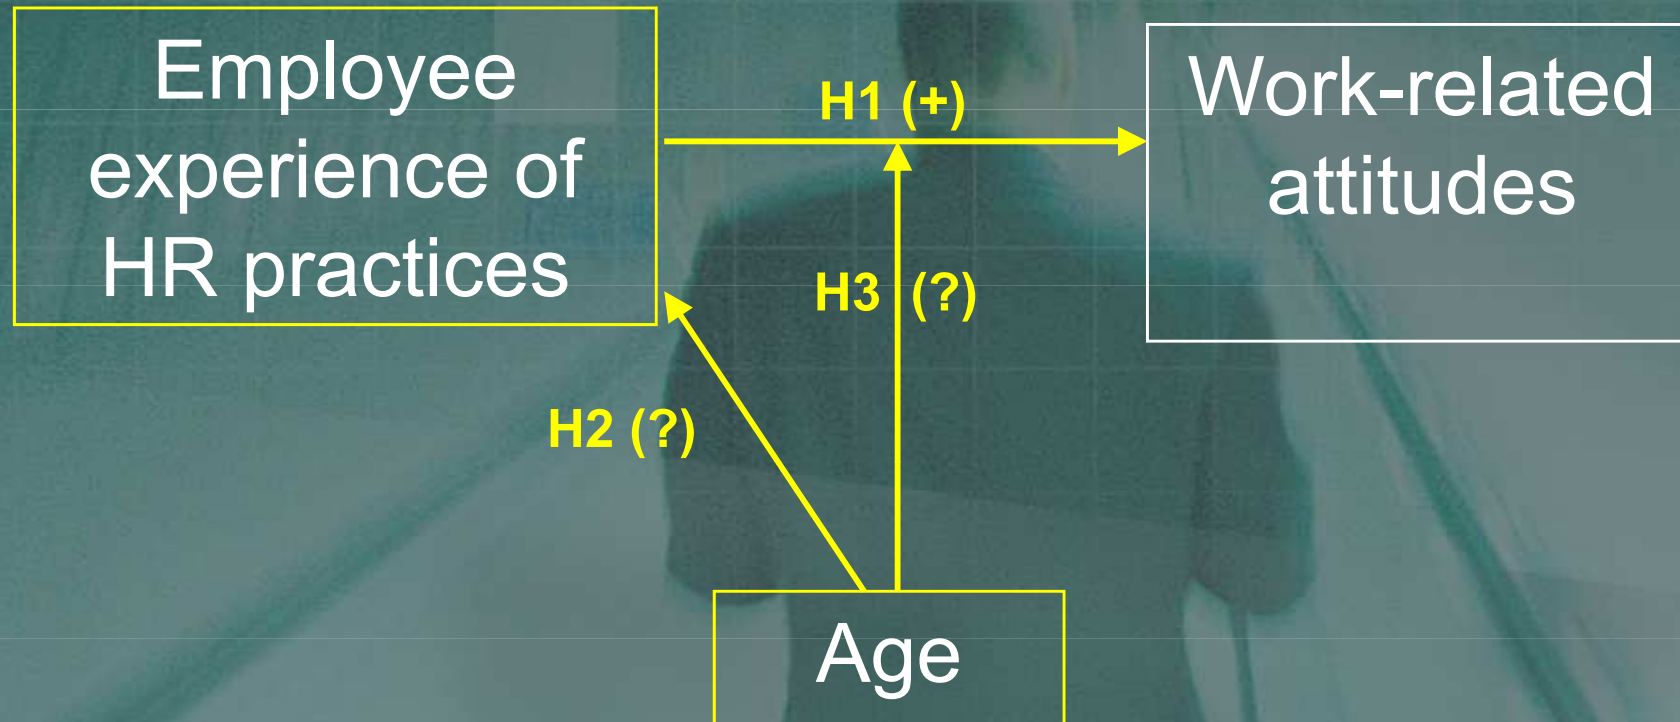 Employee
experience of
HR practices
H1 (+)
Work-related
attitudes
H3 (?)
H2 (?)
Age